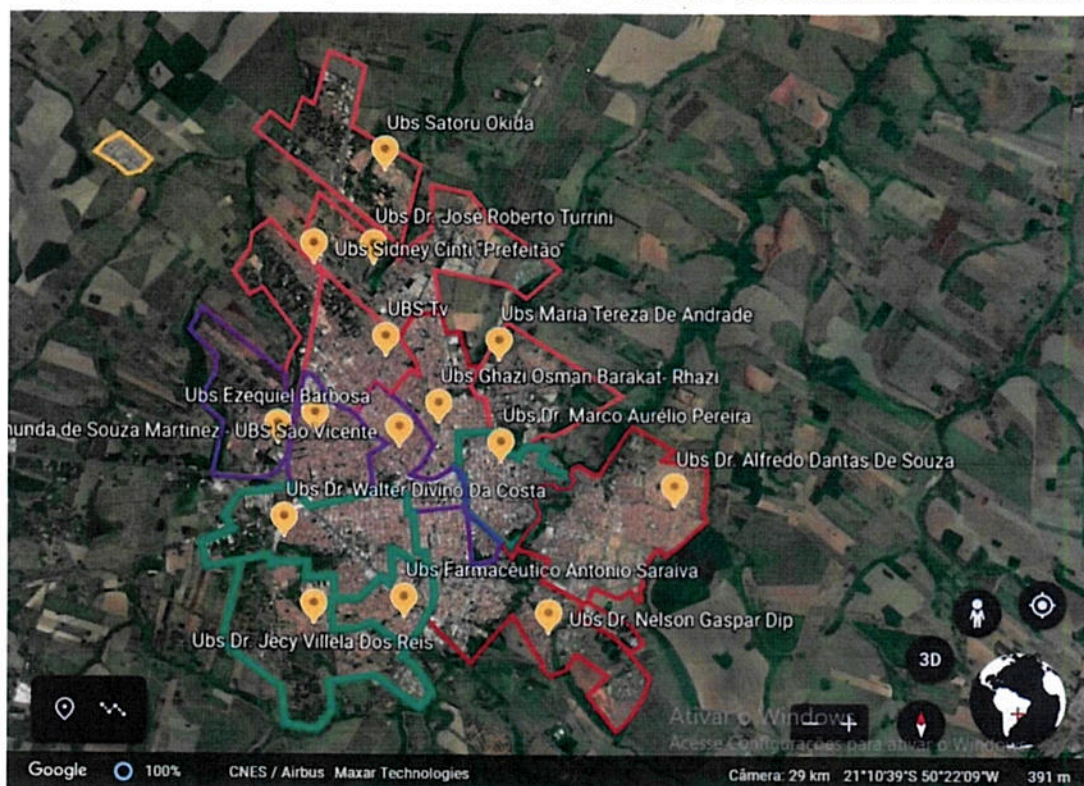 Ubs Satoru Okida
Ubs Dr. José Roberto Turrini
Ubs Sidney Cinti "Prefeitão"
UBS Tv
Ubs Maria Tereza De Andrade
Ubs Ghazi Osman Barakat- Rhazi
Ubs Ezequiel Barbosa
Ubs Dr. Marco Aurélio Pereira
munda de Souza Martinez - UBS São Vicente
Ubs Dr. Alfredo Dantas De Souza
Ubs Dr. Walter Divino Da Costa
Ubs Farmacêutico Antonio Saraiva
Ubs Dr. Nelson Gaspar Dip
Ubs Dr. Jecy Villela Dos Reis
3D
Ativar o Windows
Acesse Configurações para ativar o Windows.
Google 100% CNES / Airbus Maxar Technologies Câmera: 29 km 21°10'39"S 50°22'09"W 391 m